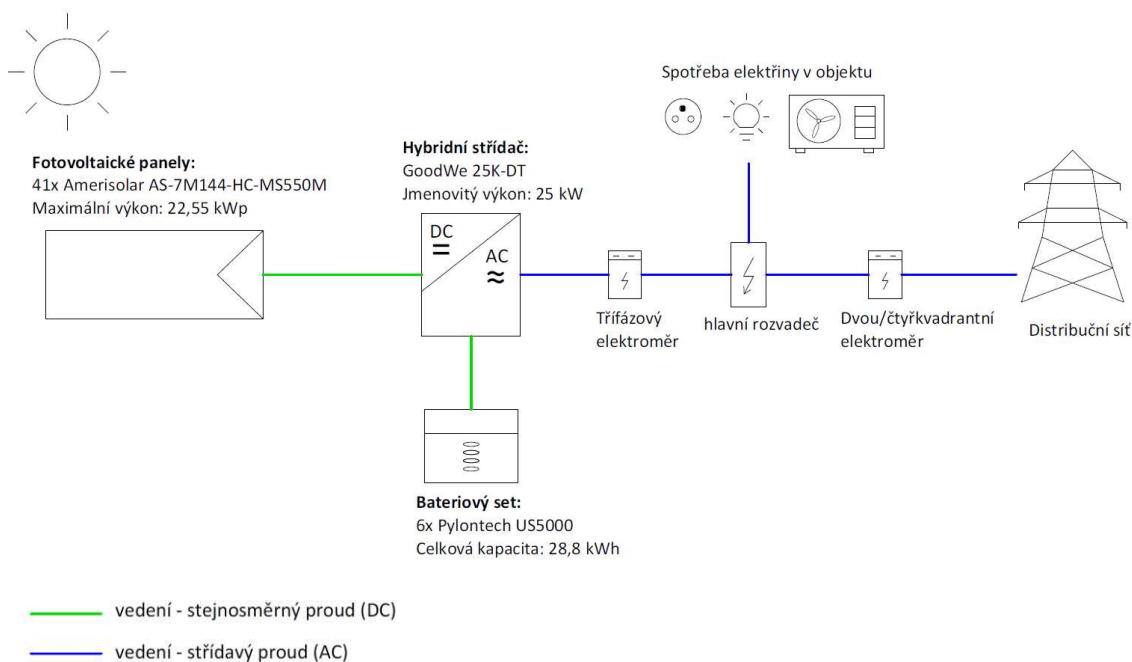 Spotřeba elektřiny v objektu
Fotovoltaické panely:
41x Amerisolar AS-7M144-HC-MS550M
Maximální výkon: 22,55 kWp
Hybridní střídač:
GoodWe 25K-DT
Jmenovitý výkon: 25 kW
DC
AC
Třífázový
elektroměr
hlavní rozvaděč
Dvou/čtyřkvadrantní
elektroměr
Distribuční síť
Bateriový set:
6x Pylontech US5000
Celková kapacita: 28,8 kWh
vedení - stejnosměrný proud (DC)
vedení - střídavý proud (AC)